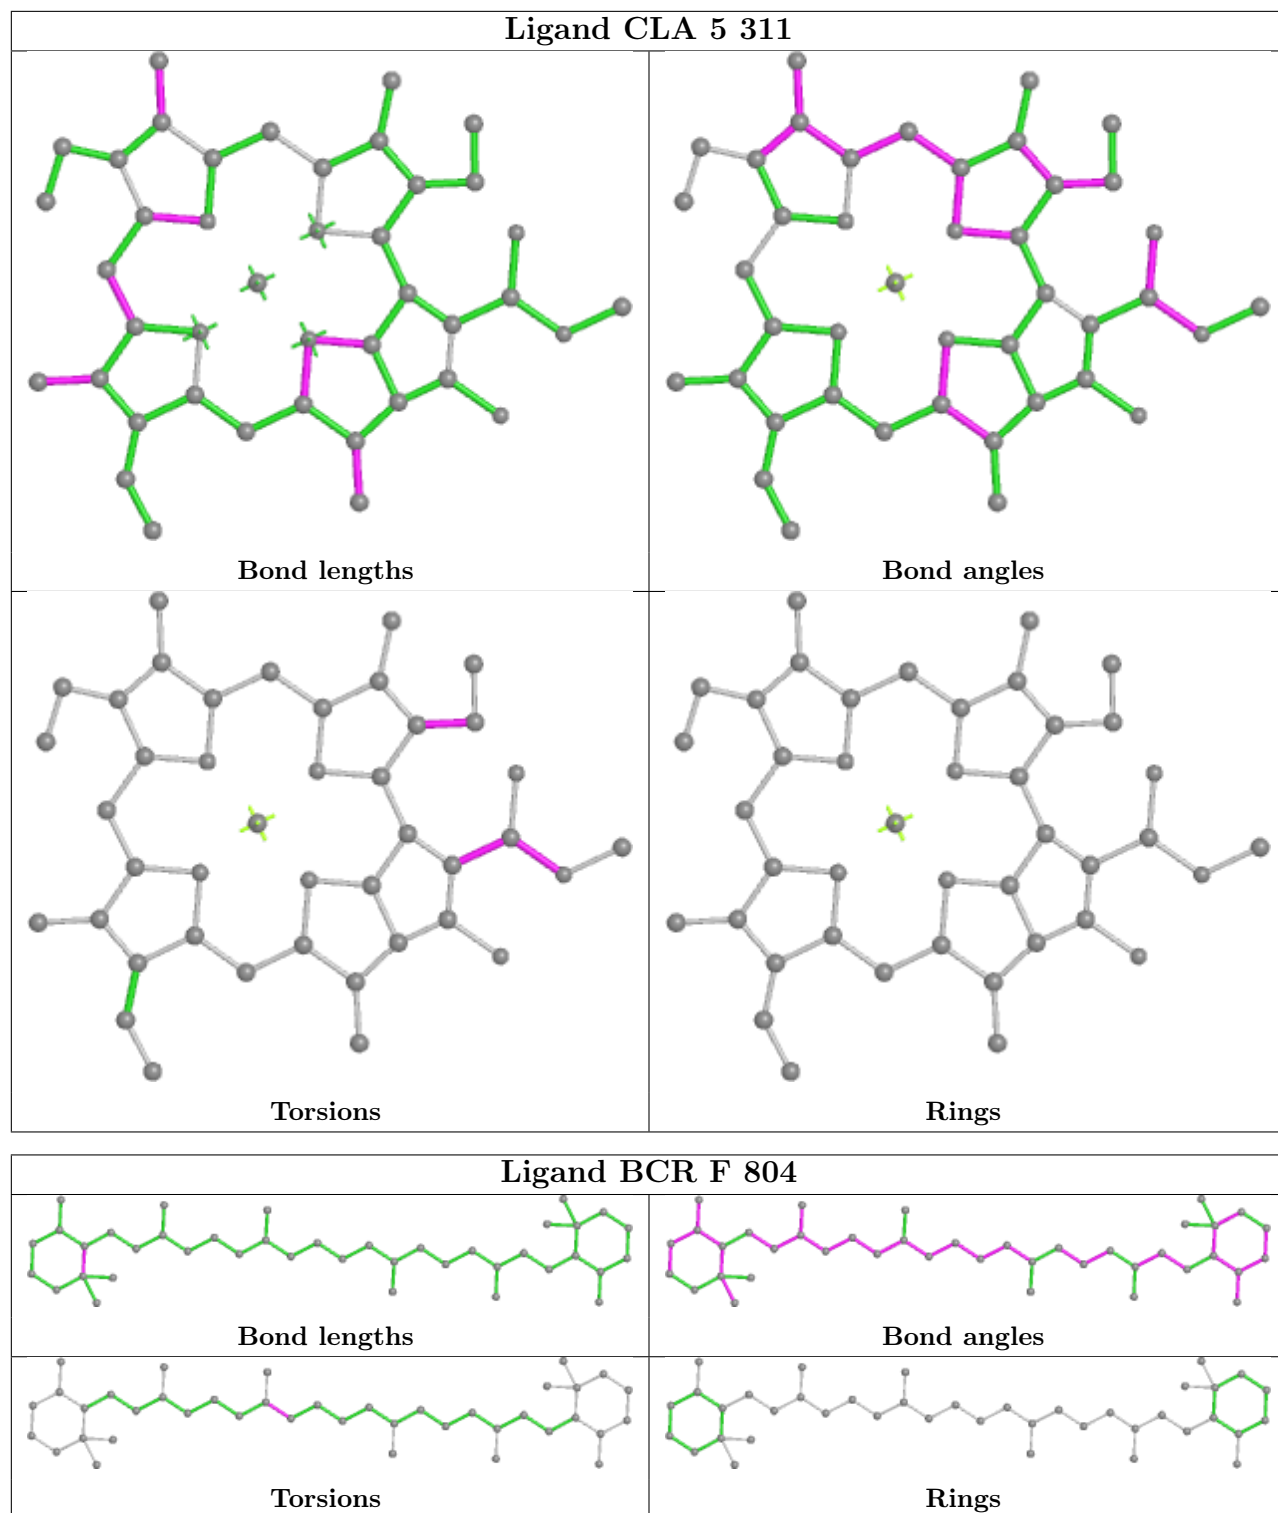 Ligand CLA 5 311
Bond lengths
Bond angles
Torsions
Rings
Ligand BCR F 804
Bond lengths
Bond angles
Torsions
Rings